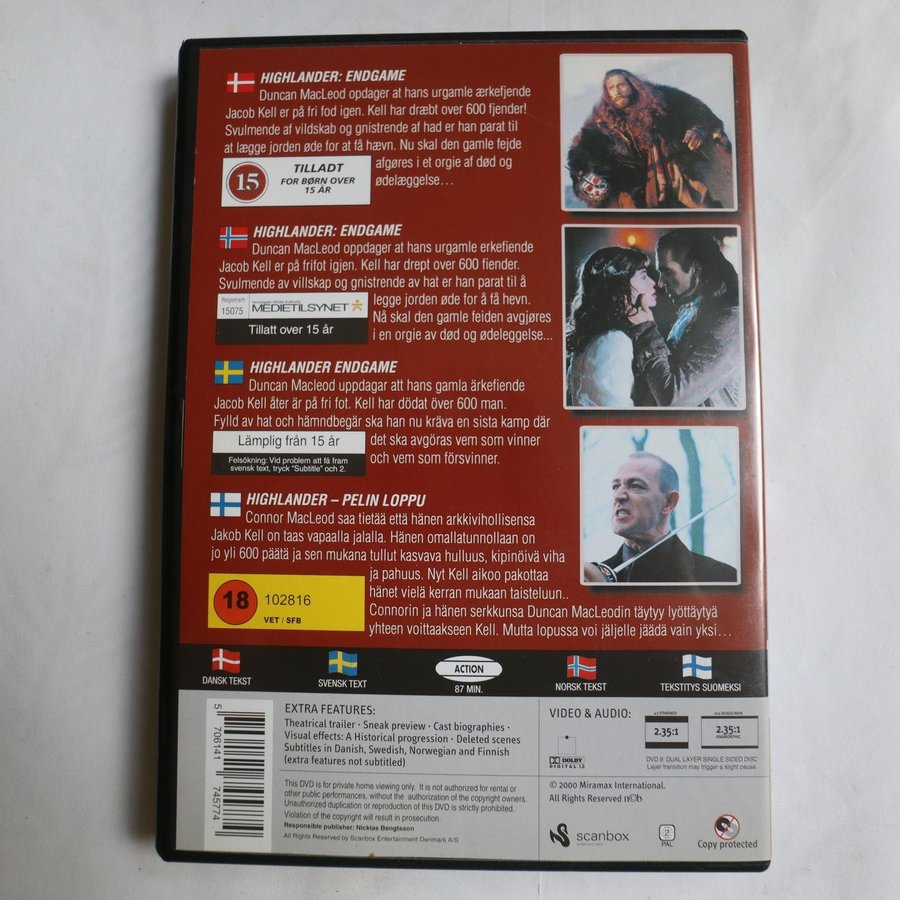 HIGHLANDER: ENDGAME
Duncan MacLeod opdager at hans urgamle ærkefjende
Jacob Kell er på fri fod igen. Kell har dræbt over 600 fjender!
Svulmende af vildskab og gnistrende af had er han parat til
at lægge jorden øde for at få hævn. Nu skal den gamle fejde
afgøres i et orgie af død og
ødelæggelse...
15
TILLADT
FOR BØRN OVER
15 ÅR
HIGHLANDER: ENDGAME
Duncan MacLeod oppdager at hans urgamle erkefiende
Jacob Kell er på frifot igjen. Kell har drept over 600 fiender.
Svulmende av villskap og gnistrende av hat er han parat til å
legge jorden øde for å få hevn.
Nå skal den gamle feiden avgjøres
i en orgie av død og ødeleggelse...
Registrert
15075
Norwegian Media Authority
MEDIETILSYNET
Tillatt over 15 år
HIGHLANDER ENDGAME
Duncan Macleod uppdagar att hans gamla ärkefiende
Jacob Kell åter är på fri fot. Kell har dödat över 600 man.
Fylld av hat och hämndbegär ska han nu kräva en sista kamp där
det ska avgöras vem som vinner
och vem som försvinner.
Lämplig från 15 år
Felsökning: Vid problem att få fram
svensk text, tryck "Subtitle" och 2.
HIGHLANDER – PELIN LOPPU
Connor MacLeod saa tietää että hänen arkkivihollisensa
Jakob Kell on taas vapaalla jalalla. Hänen omallatunnollaan on
jo yli 600 päätä ja sen mukana tullut kasvava hulluus, kipinöivä viha
ja pahuus. Nyt Kell aikoo pakottaa
hänet vielä kerran mukaan taisteluun..
Connorin ja hänen serkkunsa Duncan MacLeodin täytyy lyöttäytyä
yhteen voittaakseen Kell. Mutta lopussa voi jäljelle jäädä vain yksi...
18
102816
VET / SFB
DANSK TEKST
SVENSK TEXT
ACTION
87 MIN.
NORSK TEKST
TEKSTITYS SUOMEKSI
5 706141 745774
EXTRA FEATURES:
Theatrical trailer · Sneak preview · Cast biographies ·
Visual effects: A Historical progression · Deleted scenes
Subtitles in Danish, Swedish, Norwegian and Finnish
(extra features not subtitled)
VIDEO & AUDIO:
2.35:1
2.35:1
ANAMORPHIC
DOLBY
DIGITAL
DVD 9: DUAL LAYER SINGLE SIDED DISC
Layer transition may trigger a slight pause.
This DVD is for private home viewing only. It is not authorized for rental or
other public performances, without the authorization of the copyright owners.
Unauthorized duplication or reproduction of this DVD is strictly prohibited.
Violation of the copyright will result in prosecution.
Responsible publisher: Nicklas Bengtsson
All Rights Reserved by Scanbox Entertainment Danmark A/S
© 2000 Miramax International.
All Rights Reserved n©b
scanbox
2
PAL
Copy protected